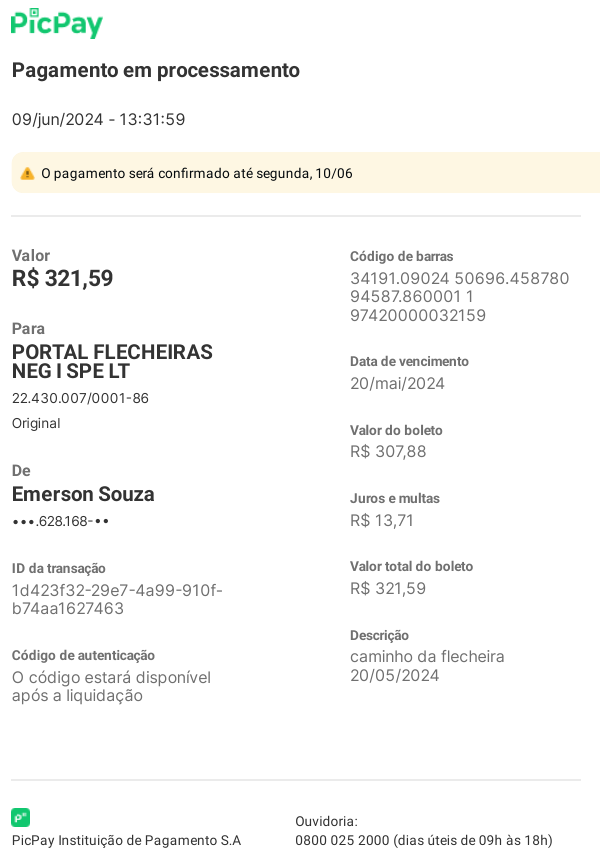 PicPay
Pagamento em processamento
09/jun/2024 - 13:31:59
O pagamento será confirmado até segunda, 10/06
Valor
R$ 321,59
Para
PORTAL FLECHEIRAS
NEG I SPE LT
22.430.007/0001-86
Original
De
Emerson Souza
•••.628.168-••
ID da transação
1d423f32-29e7-4a99-910f-
b74aa1627463
Código de autenticação
O código estará disponível
após a liquidação
Código de barras
34191.09024 50696.458780
94587.860001 1
97420000032159
Data de vencimento
20/mai/2024
Valor do boleto
R$ 307,88
Juros e multas
R$ 13,71
Valor total do boleto
R$ 321,59
Descrição
caminho da flecheira
20/05/2024
PicPay Instituição de Pagamento S.A
Ouvidoria:
0800 025 2000 (dias úteis de 09h às 18h)